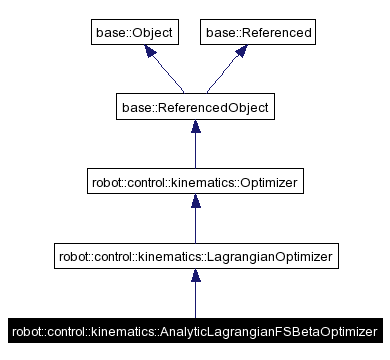 base::Object
base::Referenced
base::ReferencedObject
robot::control::kinematics::Optimizer
robot::control::kinematics::LagrangianOptimizer
robot::control::kinematics::AnalyticLagrangianFSBetaOptimizer